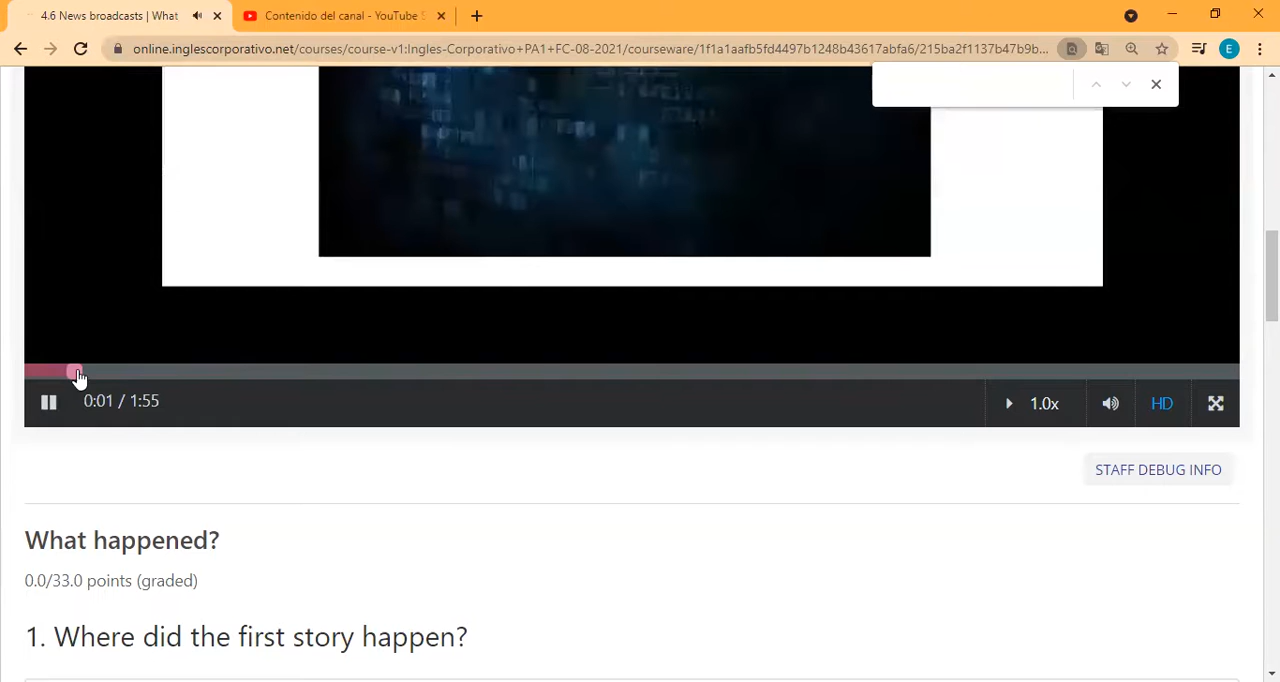 4.6 News broadcasts | What
Contenido del canal - YouTube S
online.inglescorporativo.net/courses/course-v1:Ingles-Corporativo+PA1+FC-08-2021/courseware/1f1a1aafb5fd4497b1248b43617abfa6/215ba2f1137b47b9b...
E
0:01 / 1:55
1.0x
HD
STAFF DEBUG INFO
What happened?
0.0/33.0 points (graded)
1. Where did the first story happen?